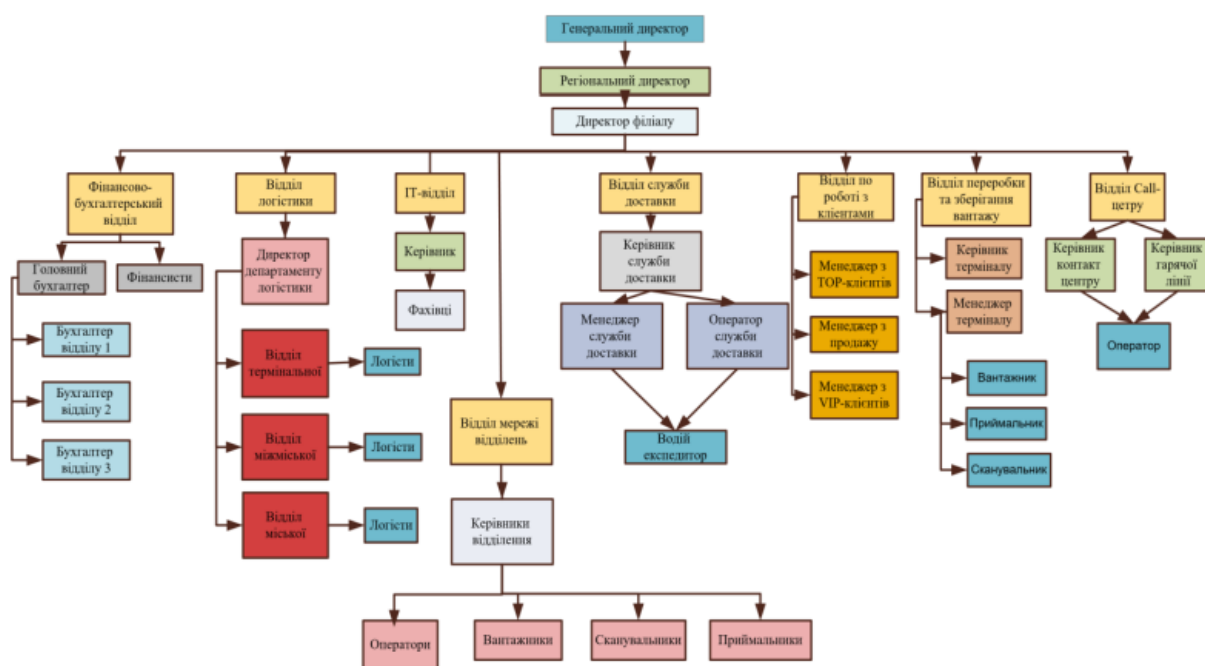 Генеральний директор
Регіональний директор
Директор філіалу
Фінансово-
бухгалтерський
відділ
Відділ
логістики
ІТ-відділ
Відділ служби
доставки
Відділ по
роботі з
клієнтами
Відділ переробки
та зберігання
вантажу
Відділ Call-
цетру
Головний
бухгалтер
Фінансисти
Директор
департаменту
логістики
Керівник
Керівник
служби
доставки
Керівник
терміналу
Керівник
контакт
центру
Керівник
гарячої
лінії
Менеджер з
TOP-клієнтів
Фахівці
Менеджер
служби
доставки
Оператор
служби
доставки
Менеджер з
продажу
Менеджер
терміналу
Оператор
Бухгалтер
відділу 1
Відділ
термінальної
Логісти
Менеджер з
VIP-клієнтів
Вантажник
Бухгалтер
відділу 2
Відділ мережі
відділень
Приймальник
Бухгалтер
відділу 3
Відділ
міжміської
Логісти
Водій
експедитор
Сканувальник
Відділ
міської
Логісти
Керівники
відділення
Оператори
Вантажники
Сканувальники
Приймальники